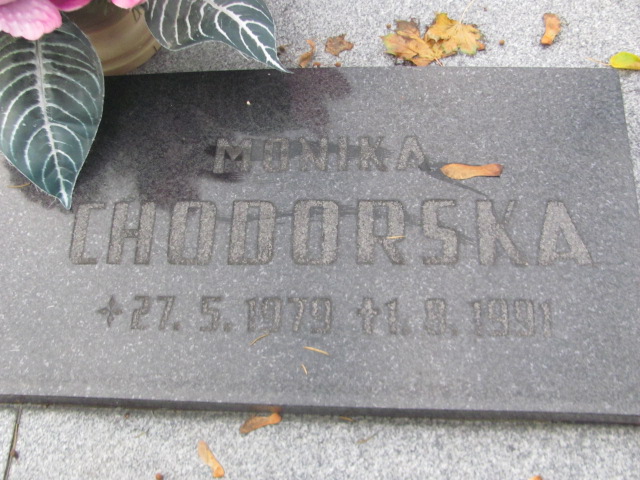 MONIKA
CHODORSKA
*27. 5. 1979 †1. 8. 1991